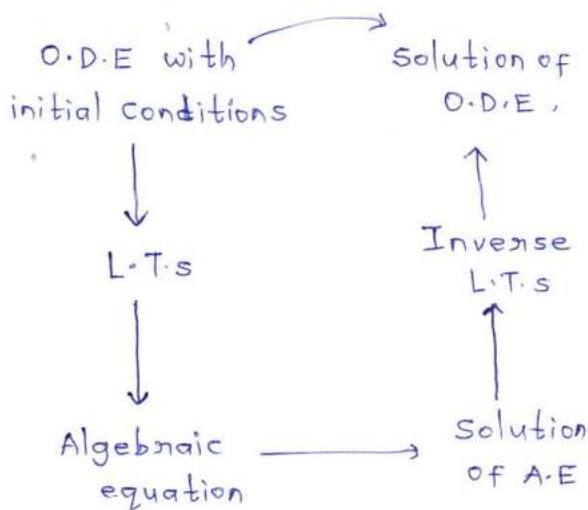 O.D.E with
initial conditions
L.T.s
Algebraic
equation
Solution
of A.E
Inverse
L.T.s
Solution of
O.D.E.